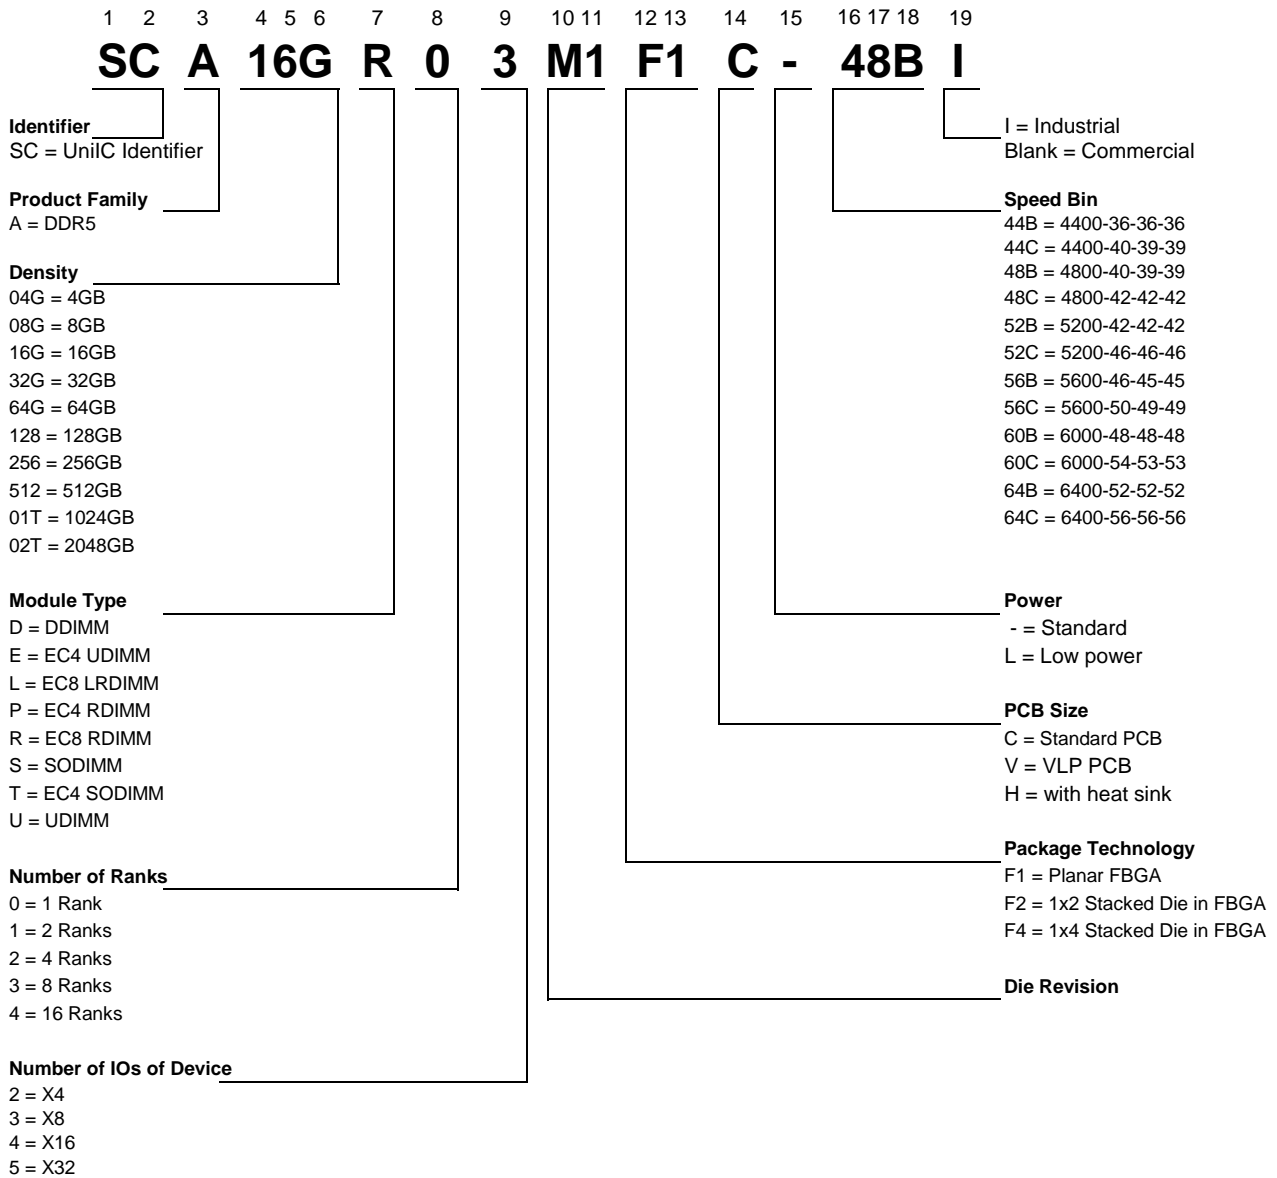 1 2 3 4 5 6 7 8 9 10 11 12 13 14 15 16 17 18 19
SC A 16G R 0 3 M1 F1 C - 48B I
Identifier
SC = UniIC Identifier
Product Family
A = DDR5
Density
04G = 4GB
08G = 8GB
16G = 16GB
32G = 32GB
64G = 64GB
128 = 128GB
256 = 256GB
512 = 512GB
01T = 1024GB
02T = 2048GB
Module Type
D = DDIMM
E = EC4 UDIMM
L = EC8 LRDIMM
P = EC4 RDIMM
R = EC8 RDIMM
S = SODIMM
T = EC4 SODIMM
U = UDIMM
Number of Ranks
0 = 1 Rank
1 = 2 Ranks
2 = 4 Ranks
3 = 8 Ranks
4 = 16 Ranks
Number of IOs of Device
2 = X4
3 = X8
4 = X16
5 = X32
I = Industrial
Blank = Commercial
Speed Bin
44B = 4400-36-36-36
44C = 4400-40-39-39
48B = 4800-40-39-39
48C = 4800-42-42-42
52B = 5200-42-42-42
52C = 5200-46-46-46
56B = 5600-46-45-45
56C = 5600-50-49-49
60B = 6000-48-48-48
60C = 6000-54-53-53
64B = 6400-52-52-52
64C = 6400-56-56-56
Power
- = Standard
L = Low power
PCB Size
C = Standard PCB
V = VLP PCB
H = with heat sink
Package Technology
F1 = Planar FBGA
F2 = 1x2 Stacked Die in FBGA
F4 = 1x4 Stacked Die in FBGA
Die Revision